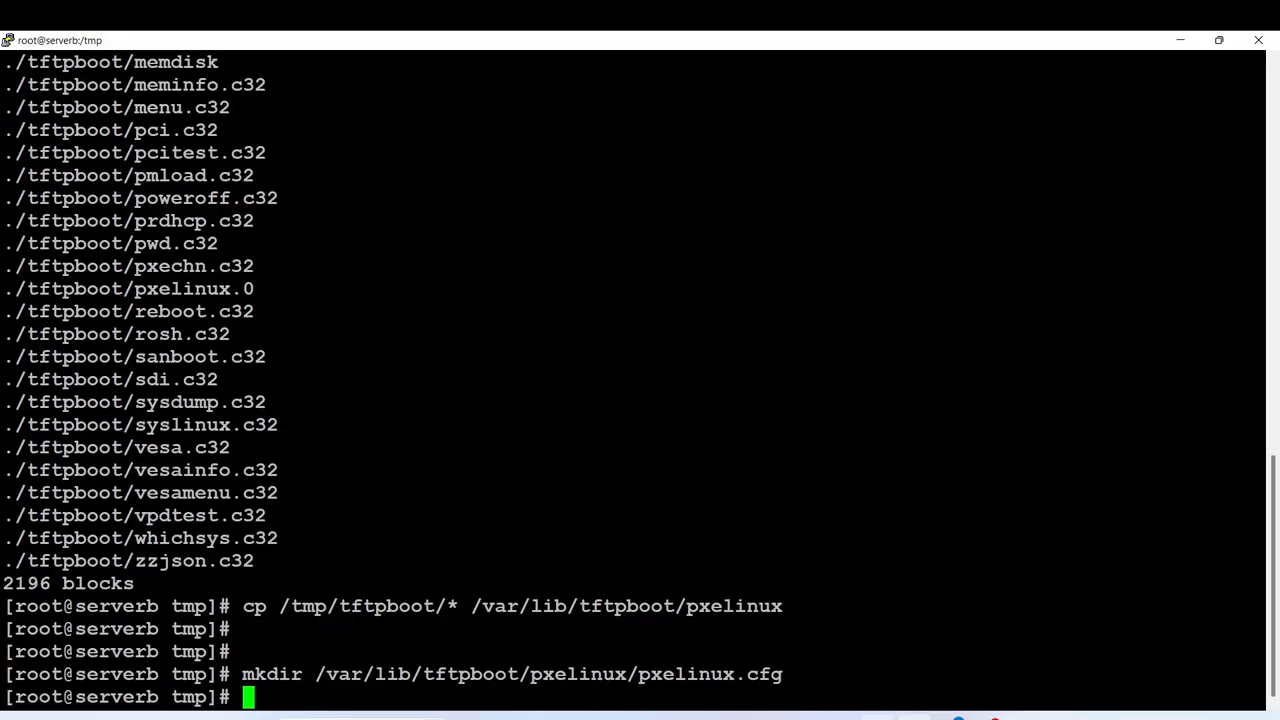 root@serverb:/tmp
./tftpboot/memdisk
./tftpboot/meminfo.c32
./tftpboot/menu.c32
./tftpboot/pci.c32
./tftpboot/pcitest.c32
./tftpboot/pmload.c32
./tftpboot/poweroff.c32
./tftpboot/prdhcp.c32
./tftpboot/pwd.c32
./tftpboot/pxechn.c32
./tftpboot/pxelinux.0
./tftpboot/reboot.c32
./tftpboot/rosh.c32
./tftpboot/sanboot.c32
./tftpboot/sdi.c32
./tftpboot/sysdump.c32
./tftpboot/syslinux.c32
./tftpboot/vesa.c32
./tftpboot/vesainfo.c32
./tftpboot/vesamenu.c32
./tftpboot/vpdtest.c32
./tftpboot/whichsys.c32
./tftpboot/zzjson.c32
2196 blocks
[root@serverb tmp]# cp /tmp/tftpboot/* /var/lib/tftpboot/pxelinux
[root@serverb tmp]#
[root@serverb tmp]#
[root@serverb tmp]# mkdir /var/lib/tftpboot/pxelinux/pxelinux.cfg
[root@serverb tmp]#